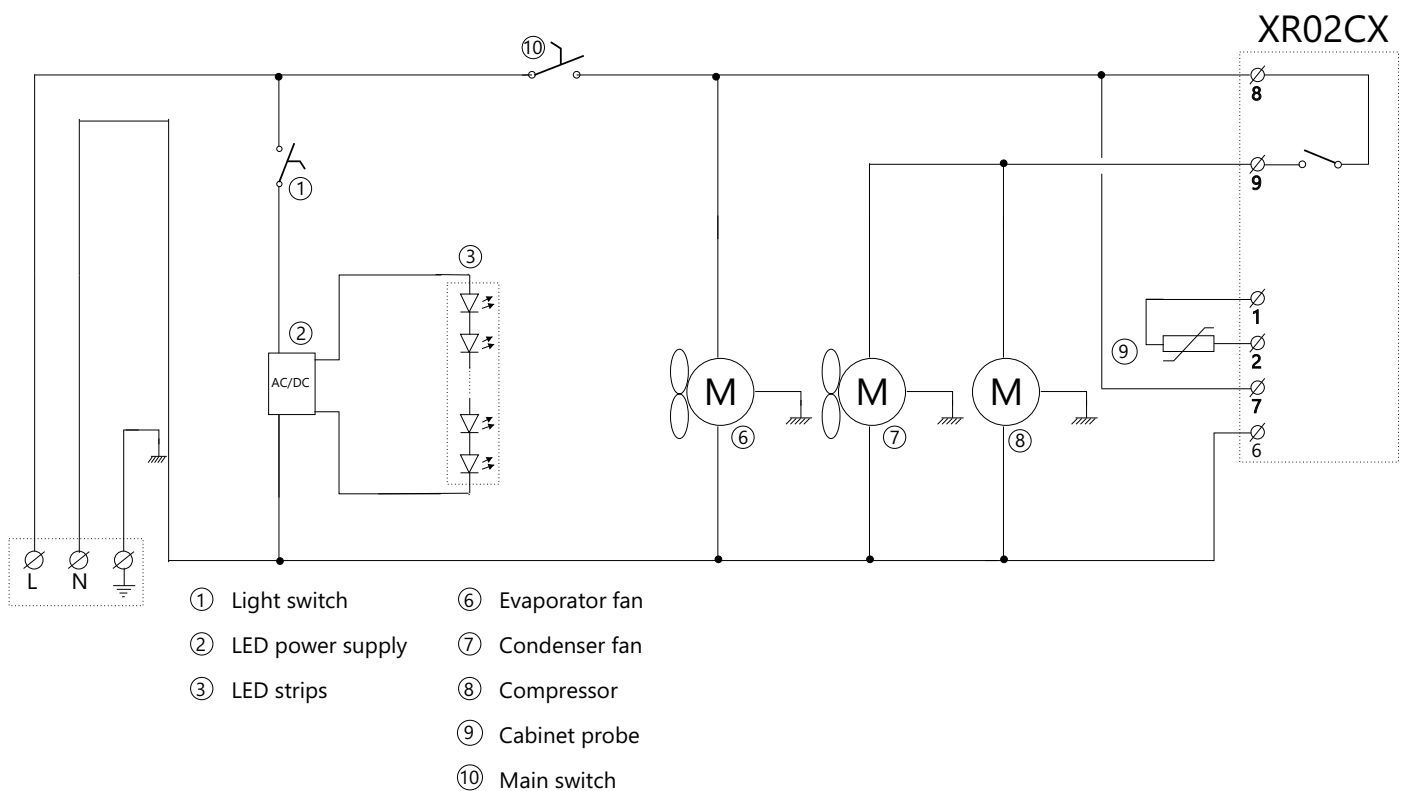 XR02CX
⑩
8
①
9
③
1
②
⑨
2
AC/DC
M
M
M
7
⑥
⑦
⑧
6
L
N
① Light switch
② LED power supply
③ LED strips
⑥ Evaporator fan
⑦ Condenser fan
⑧ Compressor
⑨ Cabinet probe
⑩ Main switch